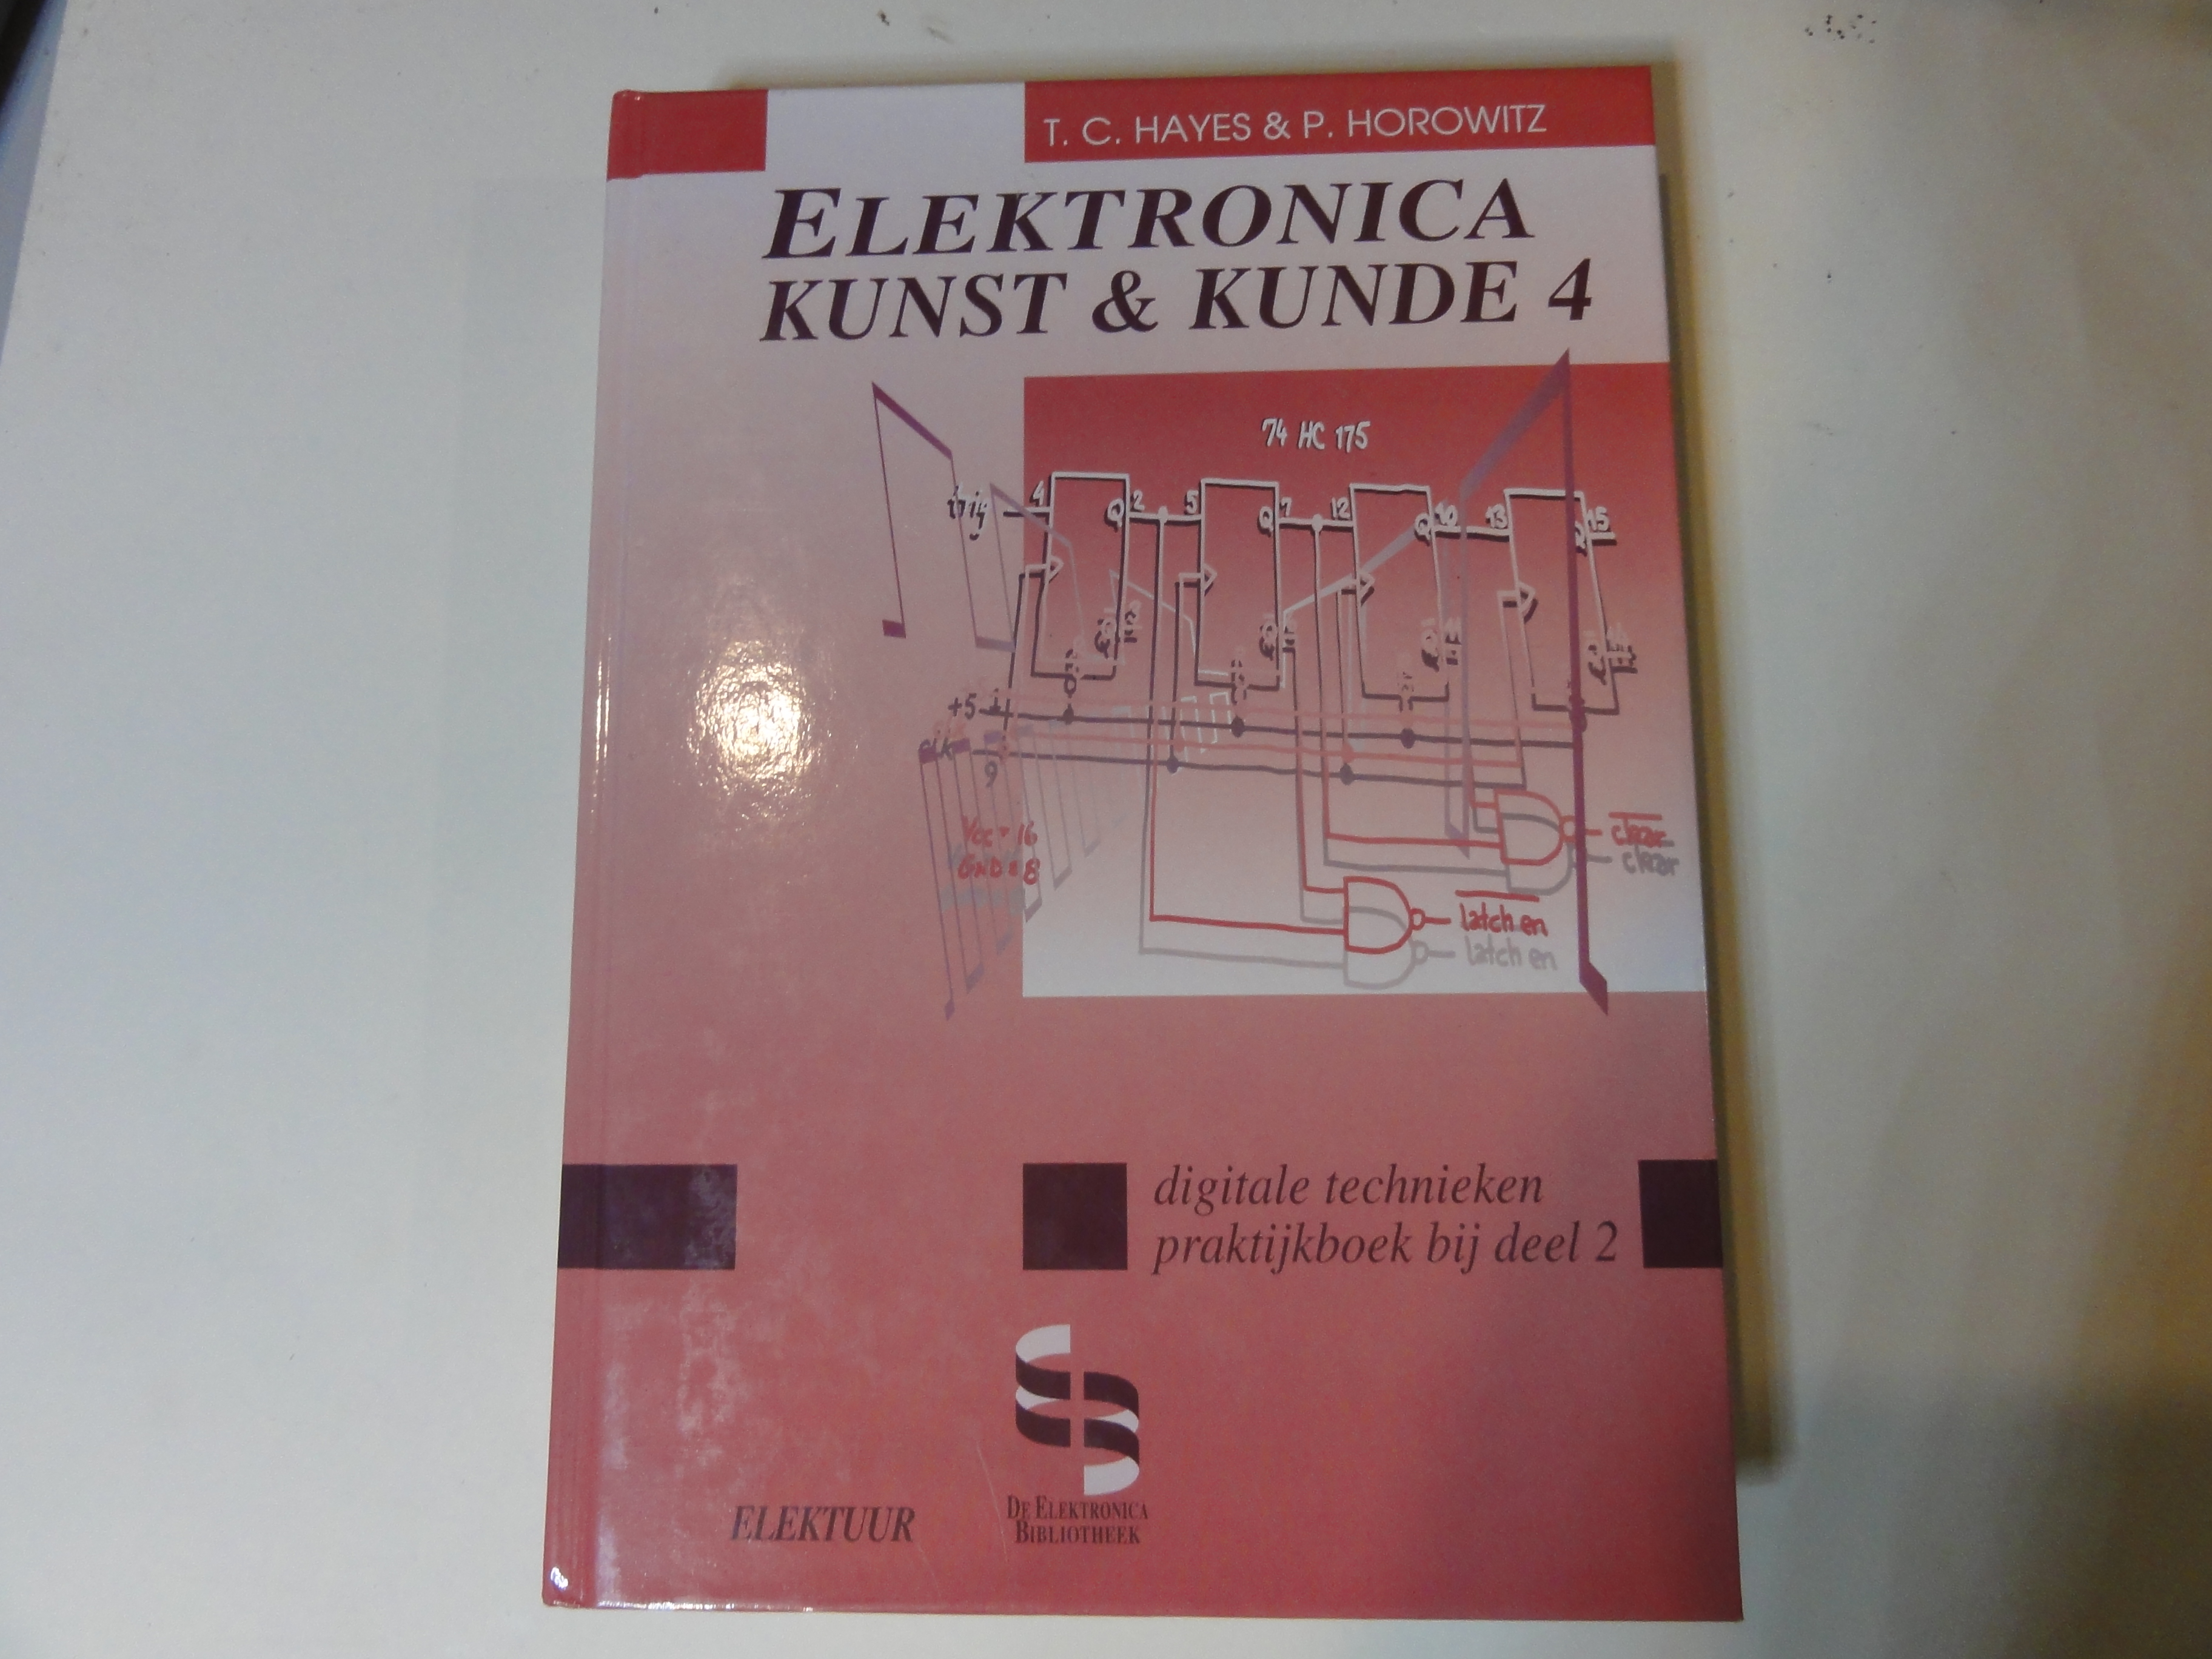 T. C. HAYES & P. HOROWITZ
ELEKTRONICA
KUNST & KUNDE 4
74 HC 175
trig 4 Q 2 5 Q 7 12 Q 10 13 Q 15
+5 1
CLK
9
Vcc = 16
GND = 8
clear
clear
latch en
latch en
digitale technieken
praktijkboek bij deel 2
ELEKTUUR
DE ELEKTRONICA
BIBLIOTHEEK